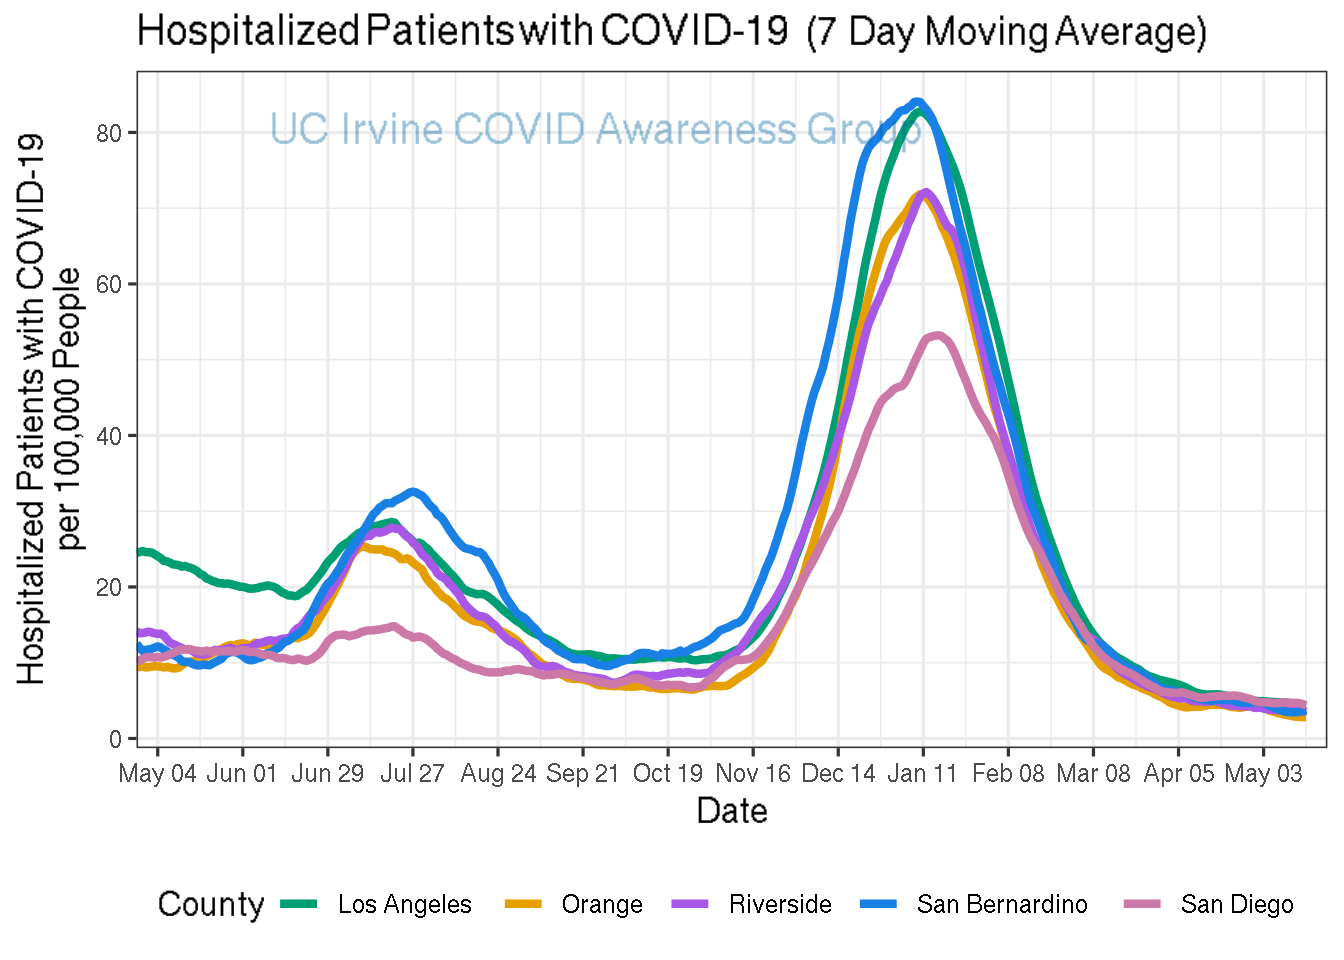 Hospitalized Patients with COVID-19 (7 Day Moving Average)
UC Irvine COVID Awareness Group
Hospitalized Patients with COVID-19
per 100,000 People
80
60
40
20
0
May 04 Jun 01 Jun 29 Jul 27 Aug 24 Sep 21 Oct 19 Nov 16 Dec 14 Jan 11 Feb 08 Mar 08 Apr 05 May 03
Date
County Los Angeles Orange Riverside San Bernardino San Diego